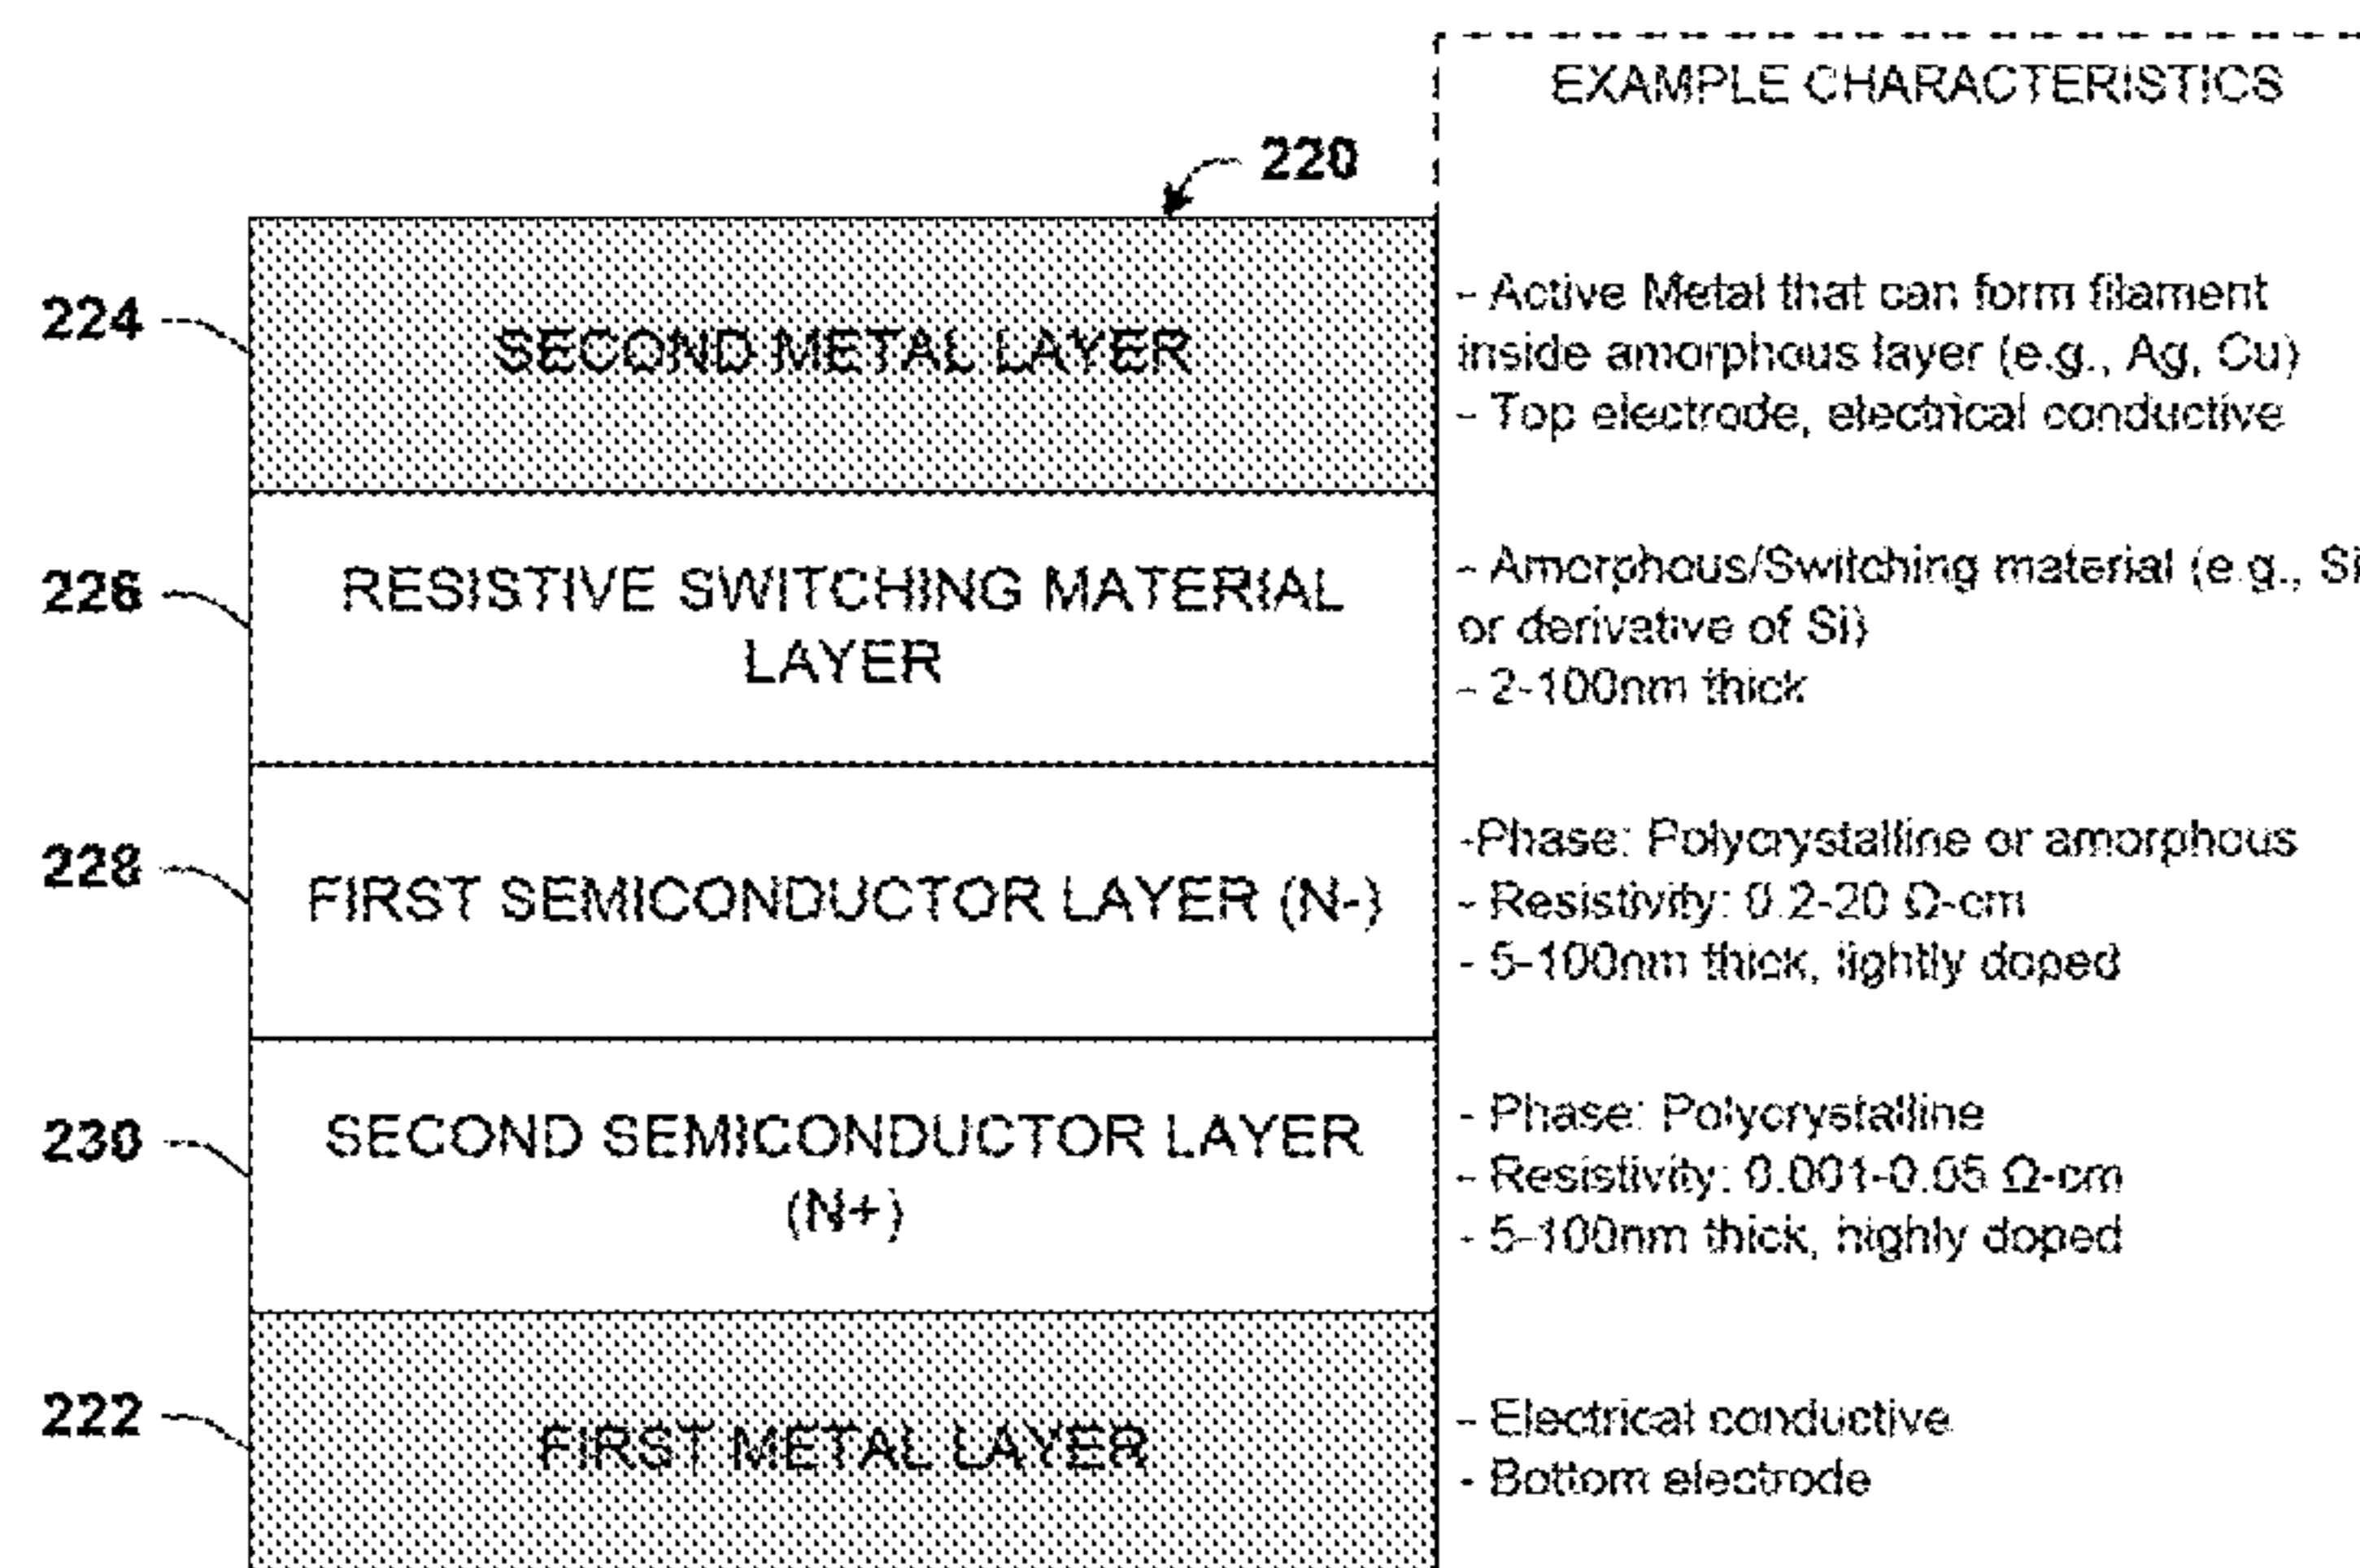 EXAMPLE CHARACTERISTICS
220
224
SECOND METAL LAYER
- Active Metal that can form filament
inside amorphous layer (e.g., Ag, Cu)
- Top electrode, electrical conductive
226
RESISTIVE SWITCHING MATERIAL
LAYER
- Amorphous/Switching material (e.g., Si
or derivative of Si)
- 2-100nm thick
228
FIRST SEMICONDUCTOR LAYER (N-)
-Phase: Polycrystalline or amorphous
- Resistivity: 0.2-20 Ω-cm
- 5-100nm thick, lightly doped
230
SECOND SEMICONDUCTOR LAYER
(N+)
- Phase: Polycrystalline
- Resistivity: 0.001-0.05 Ω-cm
- 5-100nm thick, highly doped
222
FIRST METAL LAYER
- Electrical conductive
- Bottom electrode